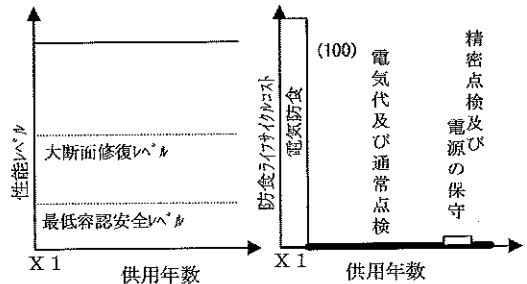 性能レベル
大断面修復レベル
最低容認安全レベル
X1
供用年数
防食ライフサイクルコスト
電気防食
(100)
電気代及び通常点検
精密点検及び
電源の保守
X1
供用年数